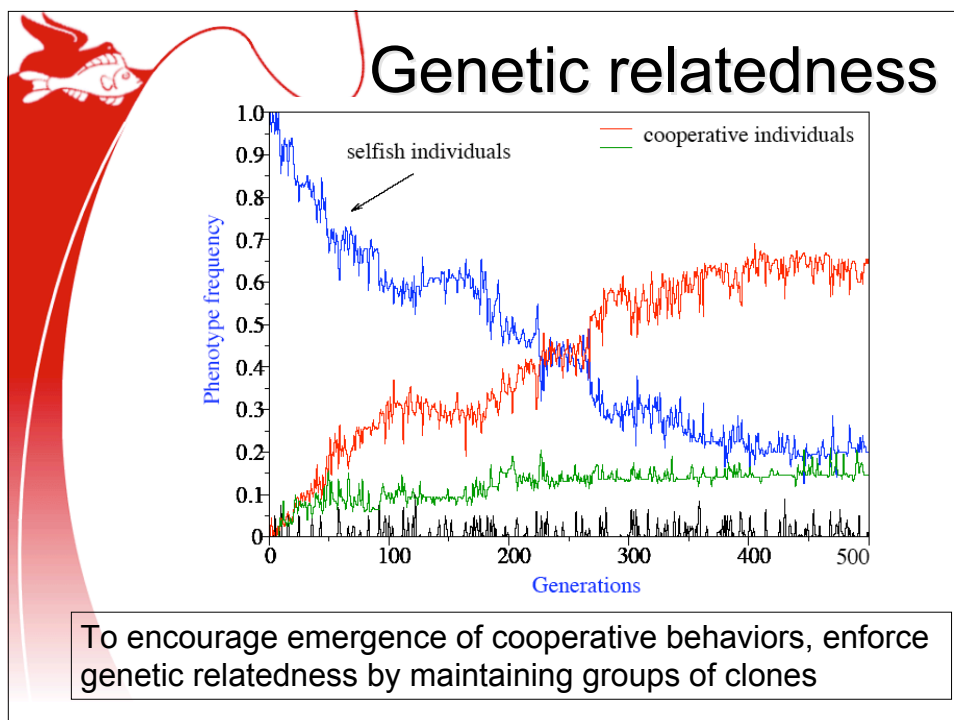 Genetic relatedness
1.0
0.9
0.8
0.7
0.6
0.5
0.4
0.3
0.2
0.1
0
Phenotype frequency
selfish individuals
cooperative individuals
0
100
200
300
400
500
Generations
To encourage emergence of cooperative behaviors, enforce
genetic relatedness by maintaining groups of clones